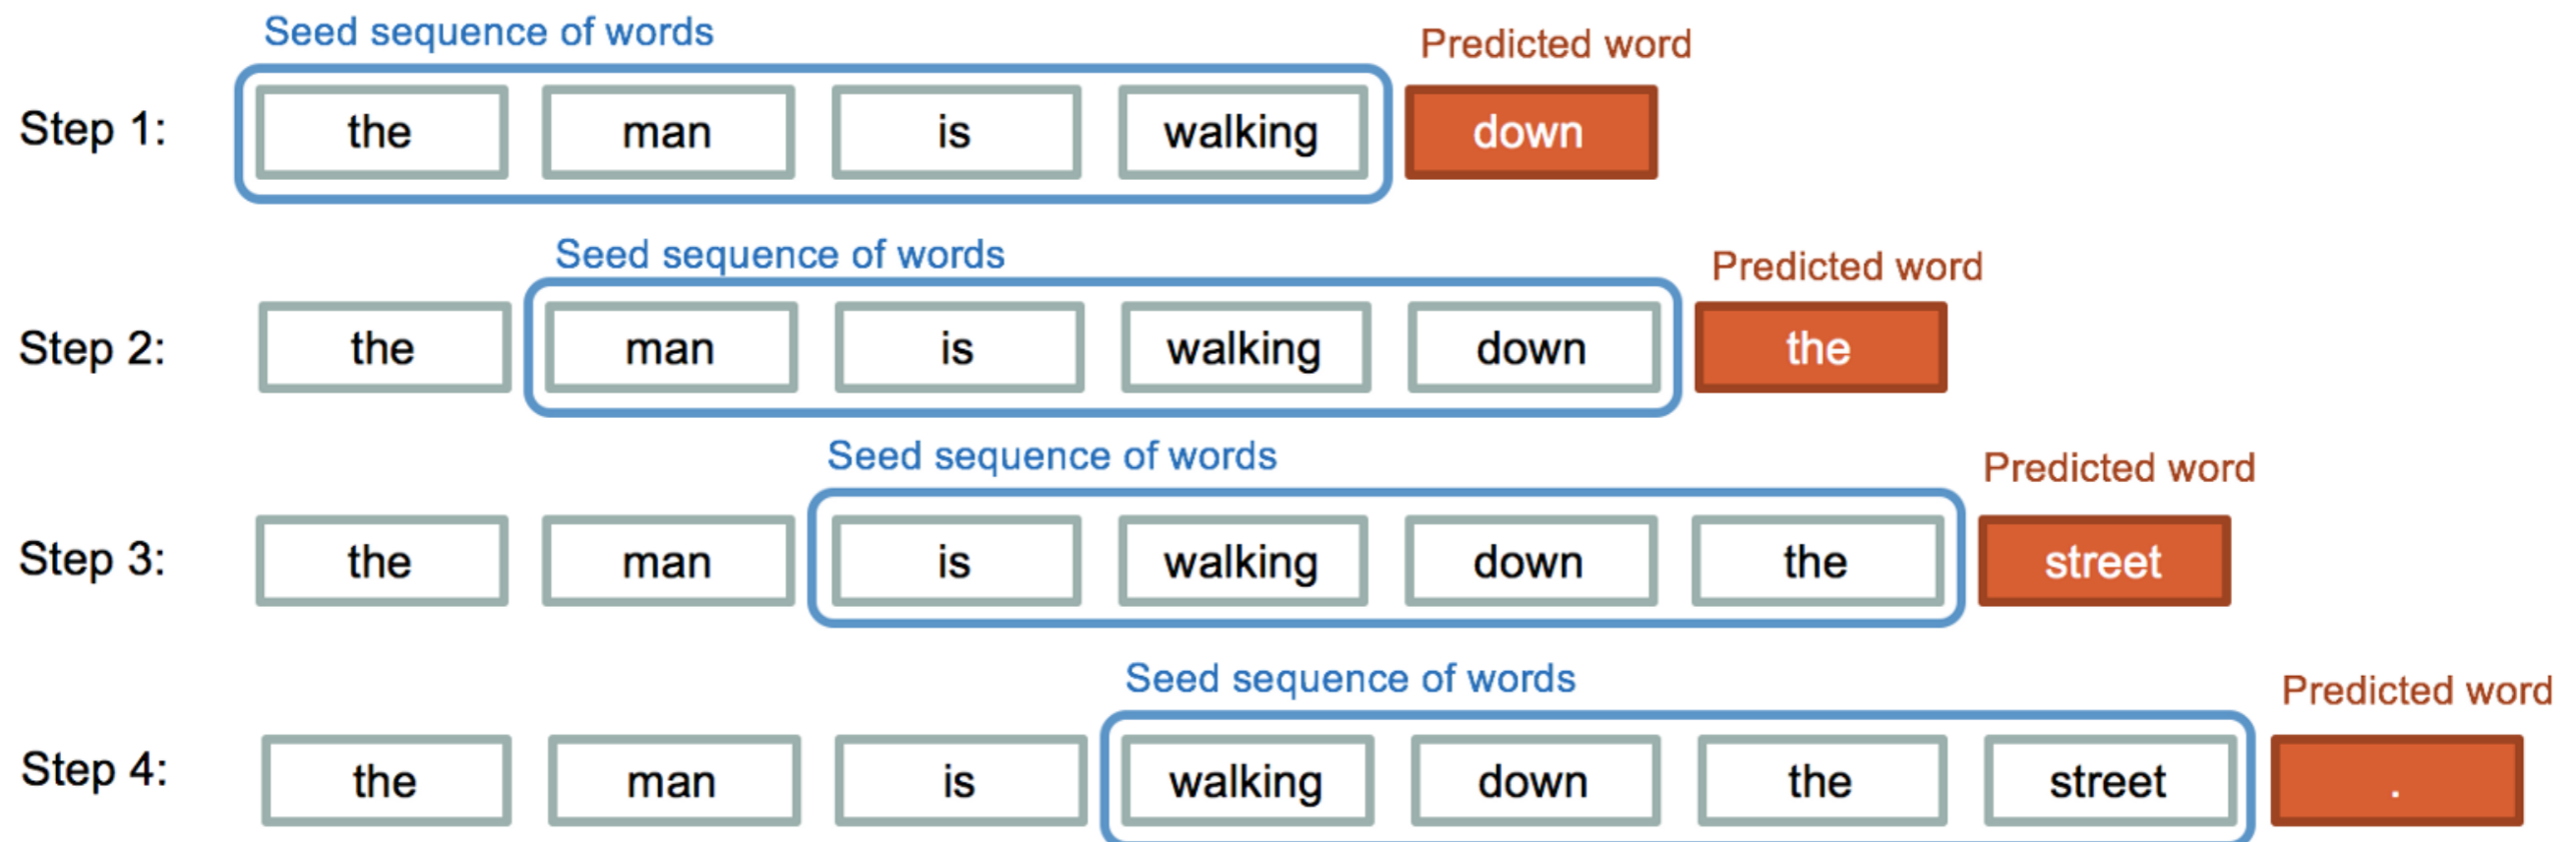 Seed sequence of words Predicted word
Step 1: the man is walking down
Seed sequence of words Predicted word
Step 2: the man is walking down the
Seed sequence of words Predicted word
Step 3: the man is walking down the street
Seed sequence of words Predicted word
Step 4: the man is walking down the street .